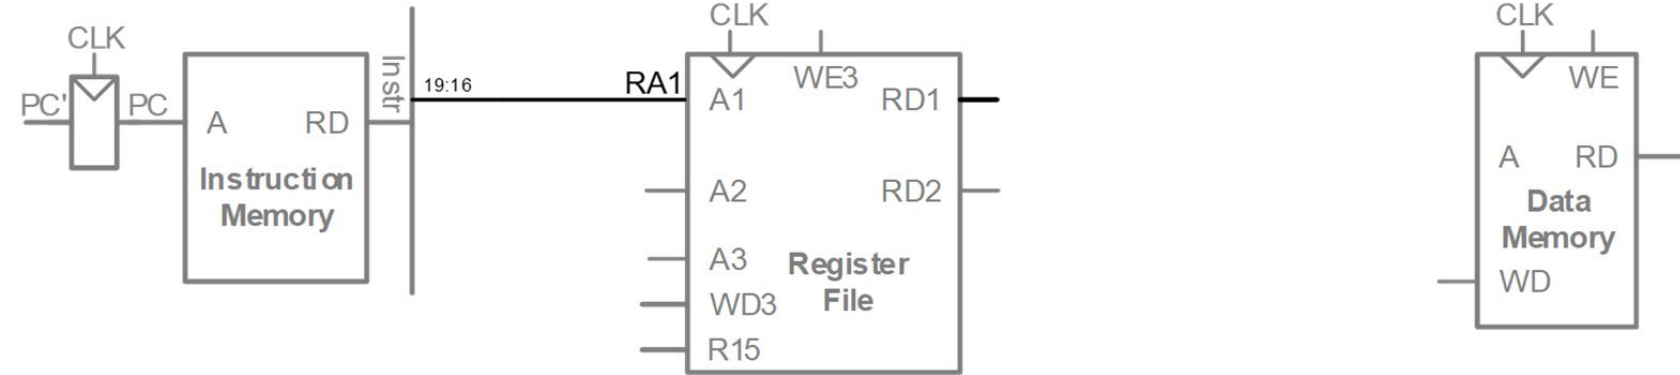 CLK
PC'
PC
A
RD
Instruction
Memory
Instr
19:16
RA1
CLK
WE3
A1
RD1
A2
RD2
A3
WD3
R15
Register
File
CLK
WE
A
RD
Data
Memory
WD